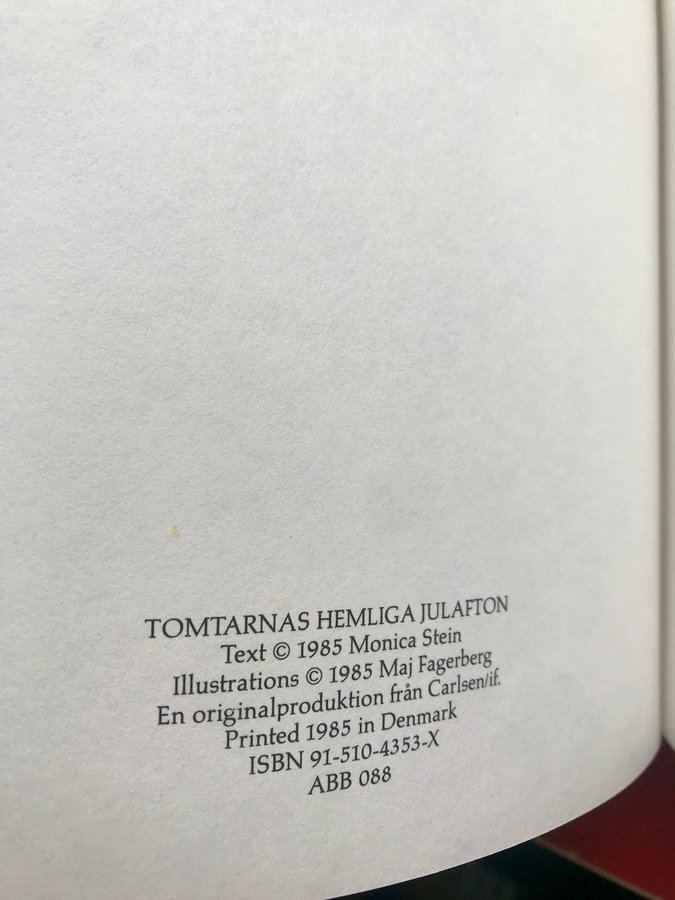 TOMTARNAS HEMLIGA JULAFTON
Text © 1985 Monica Stein
Illustrations © 1985 Maj Fagerberg
En originalproduktion från Carlsen/if.
Printed 1985 in Denmark
ISBN 91-510-4353-X
ABB 088